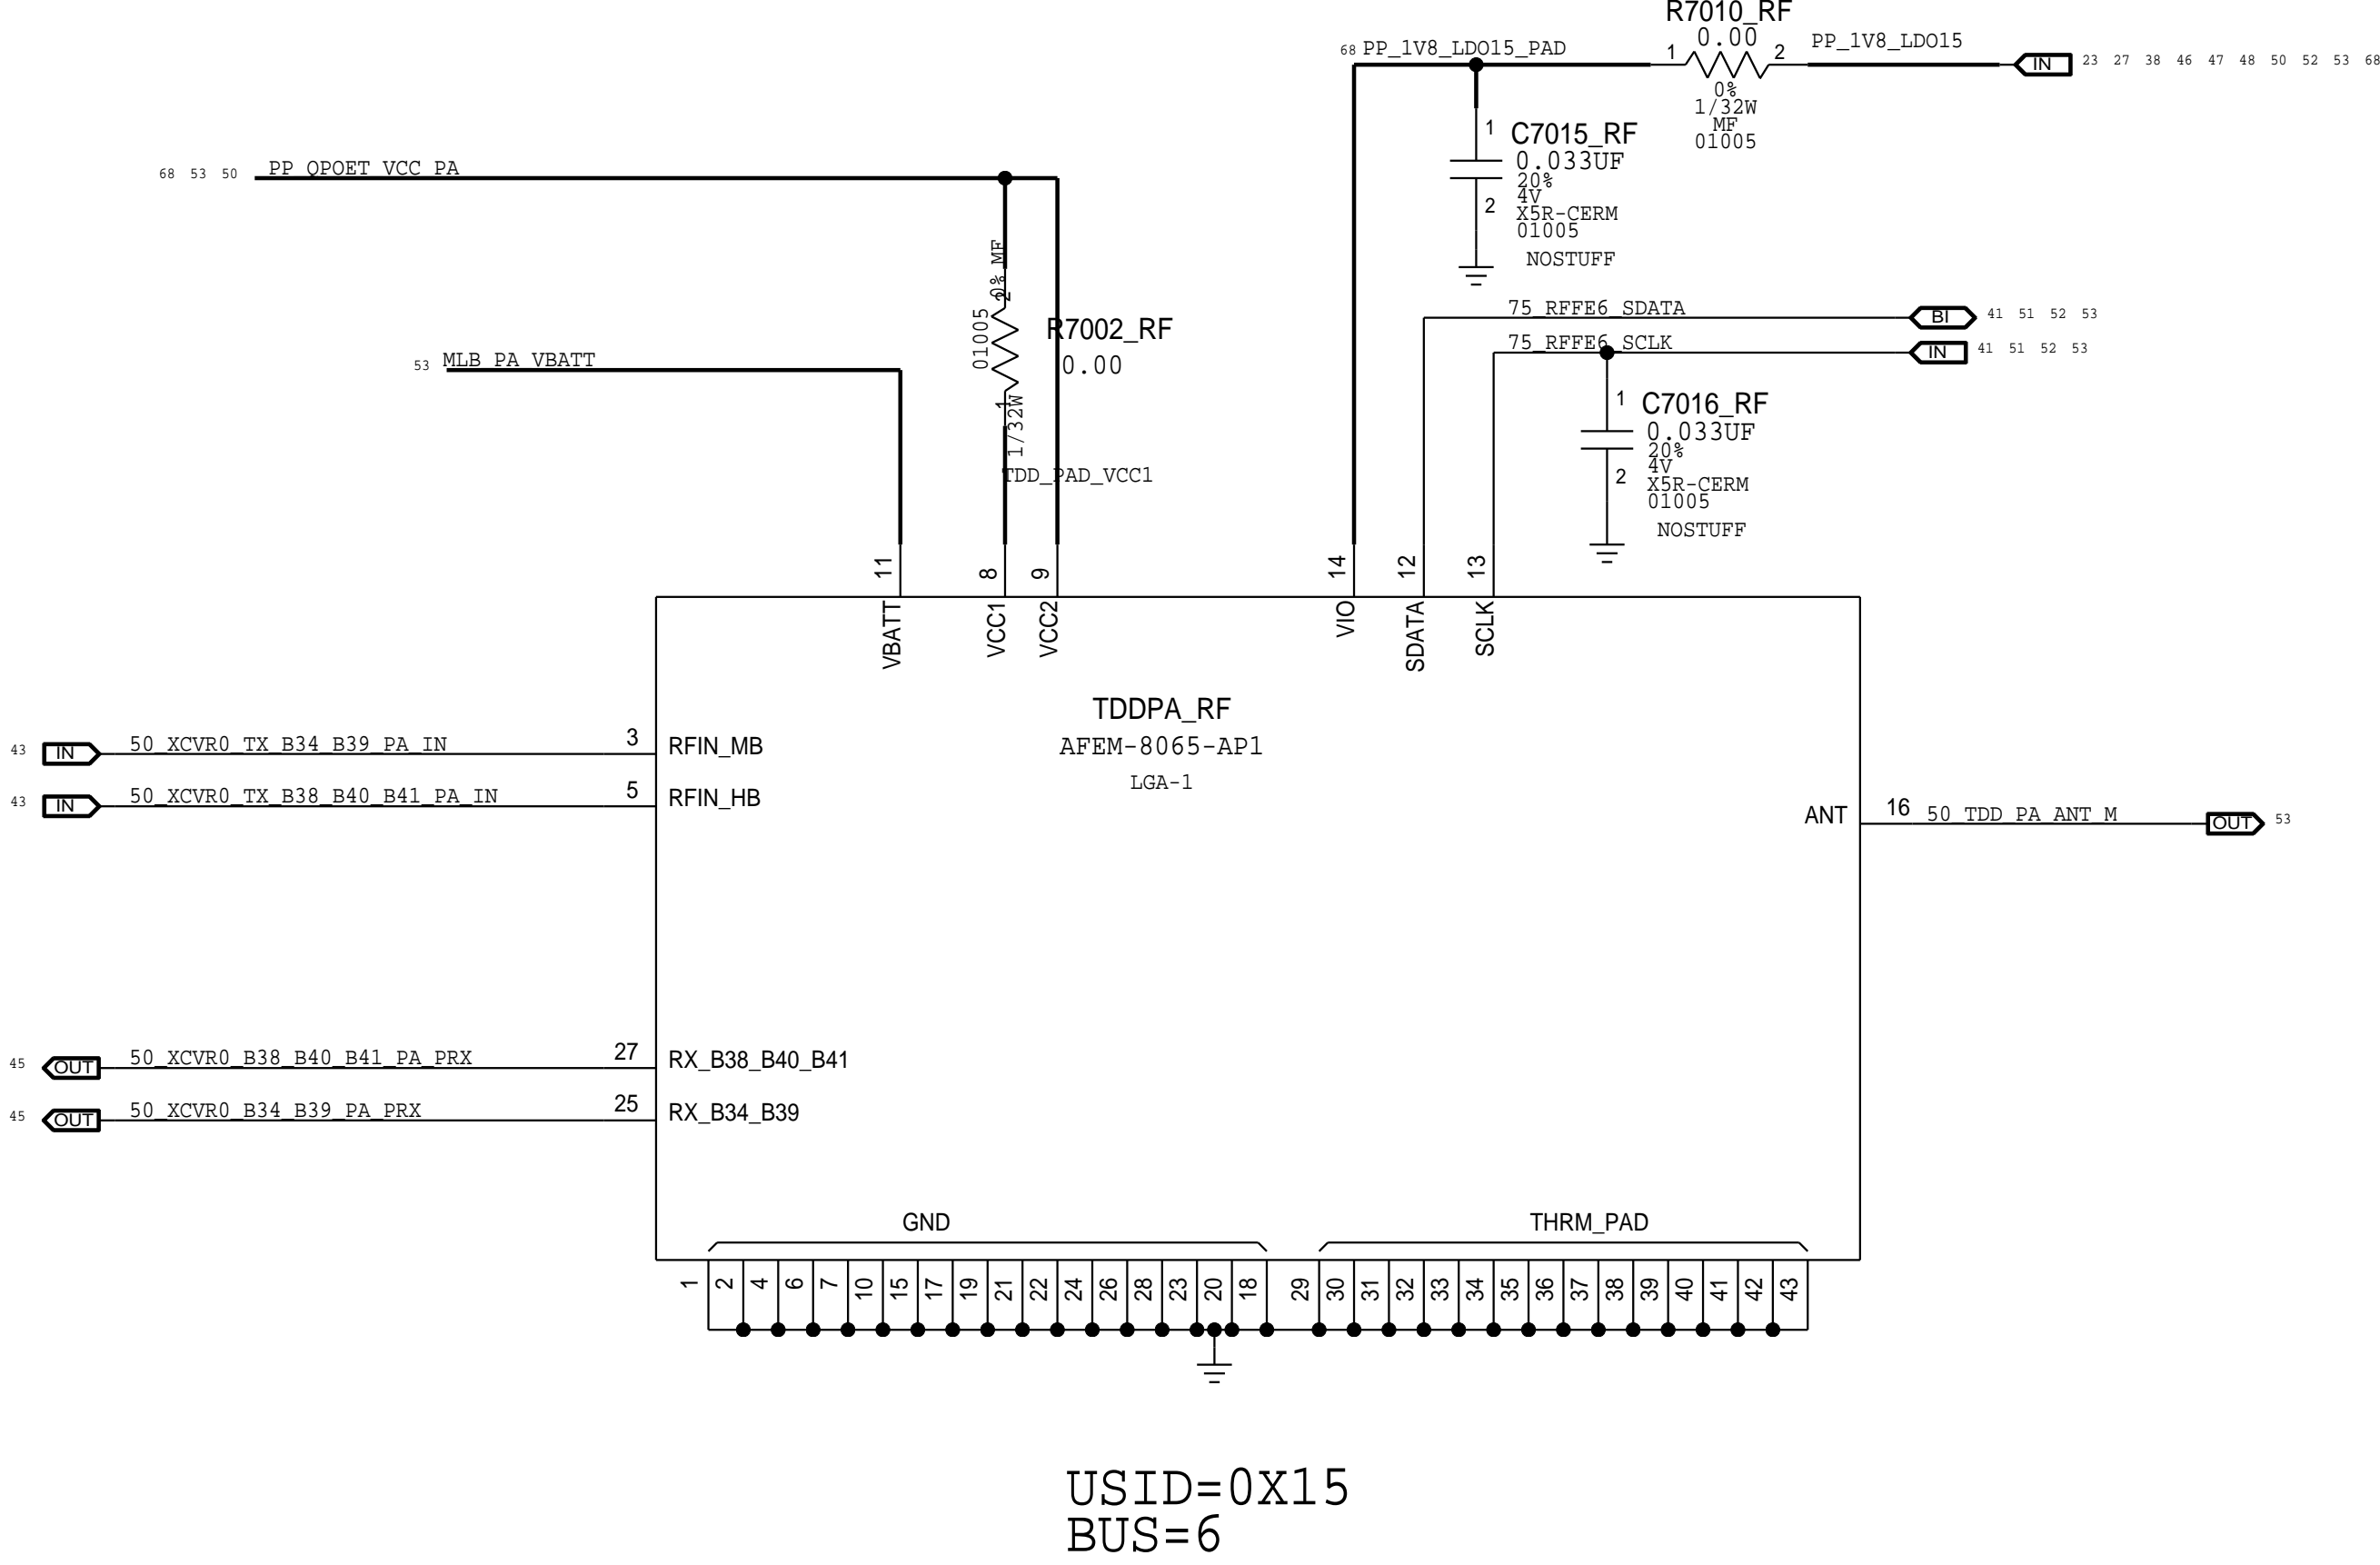 R7010_RF
68 PP_1V8_LDO15_PAD 1 0.00 2 PP_1V8_LDO15 IN 23 27 38 46 47 48 50 52 53 68
0%
1/32W
MF
01005
1 C7015_RF
0.033UF
20%
4V
2 X5R-CERM
01005
NOSTUFF
68 53 50 PP_QPOET_VCC_PA
01005 0% MF
2
R7002_RF
0.00
1
1/32W
TDD_PAD_VCC1
53 MLB_PA_VBATT
75_RFFE6_SDATA BI 41 51 52 53
75_RFFE6_SCLK IN 41 51 52 53
1 C7016_RF
0.033UF
20%
4V
2 X5R-CERM
01005
NOSTUFF
11 8 9 14 12 13
VBATT VCC1 VCC2 VIO SDATA SCLK
TDDPA_RF
AFEM-8065-AP1
LGA-1
43 IN 50_XCVR0_TX_B34_B39_PA_IN 3 RFIN_MB
43 IN 50_XCVR0_TX_B38_B40_B41_PA_IN 5 RFIN_HB
ANT 16 50_TDD_PA_ANT_M OUT 53
45 OUT 50_XCVR0_B38_B40_B41_PA_PRX 27 RX_B38_B40_B41
45 OUT 50_XCVR0_B34_B39_PA_PRX 25 RX_B34_B39
GND THRM_PAD
1 2 4 6 7 10 15 17 19 21 22 24 26 28 23 20 18 29 30 31 32 33 34 35 36 37 38 39 40 41 42 43
USID=0X15
BUS=6